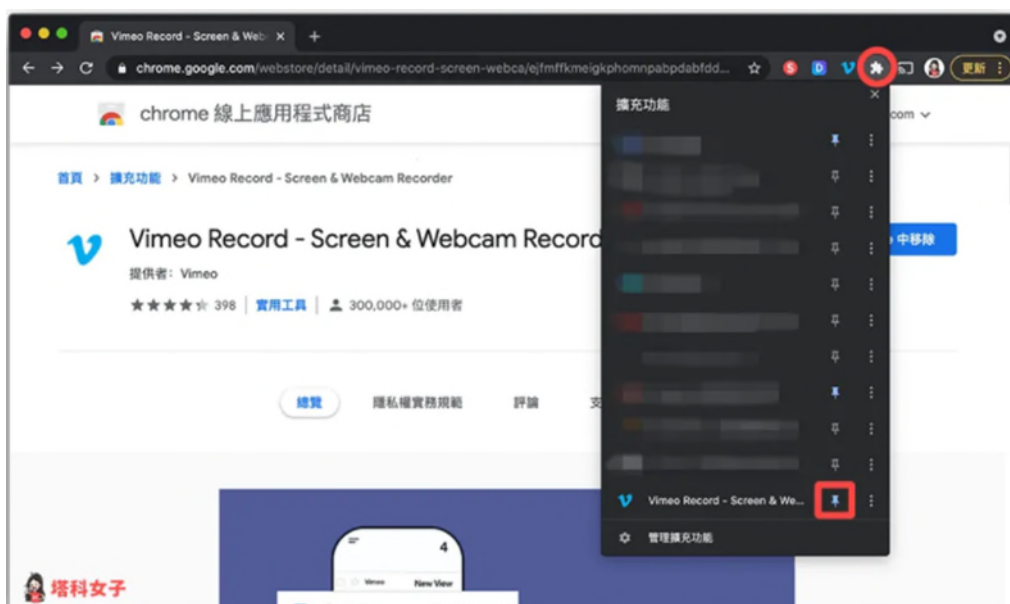 Vimeo Record - Screen & Web
chrome.google.com/webstore/detail/vimeo-record-screen-webca/ejfmffkmeigkphomnpabpdabfdd...
更新
chrome 線上應用程式商店
擴充功能
com
首頁 > 擴充功能 > Vimeo Record - Screen & Webcam Recorder
Vimeo Record - Screen & Webcam Record
中移除
提供者: Vimeo
398 | 實用工具 | 300,000+ 位使用者
總覽
隱私權實務規範
評論
支
Vimeo Record - Screen & We...
管理擴充功能
4
Vimeo
New View
塔科女子